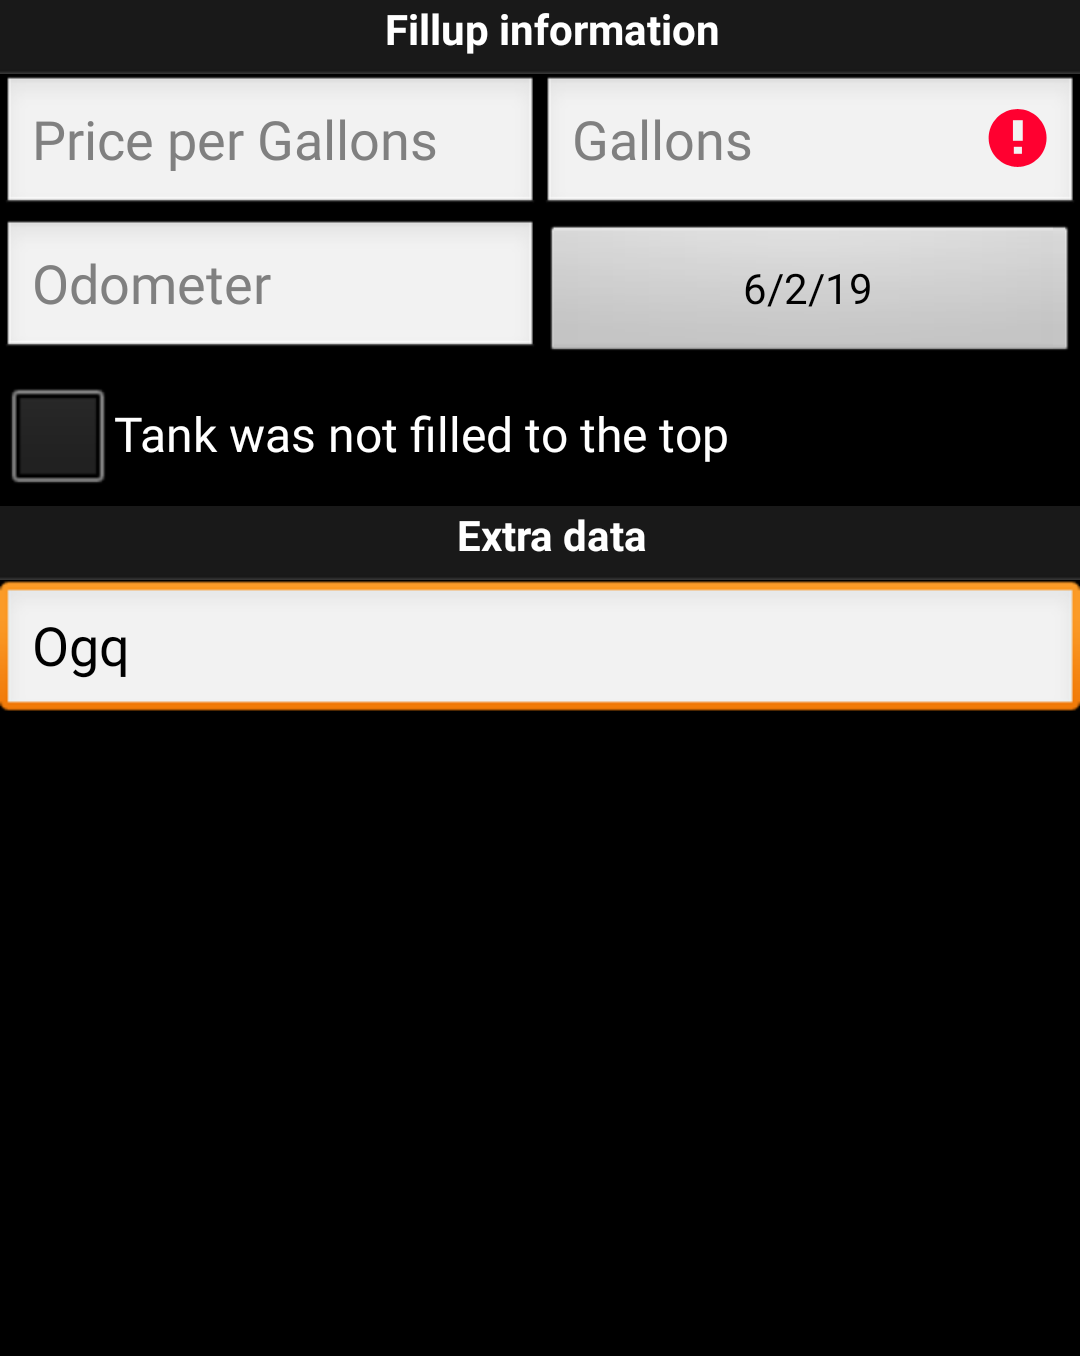 Fillup information
Price per Gallons
Gallons
Odometer
6/2/19
Tank was not filled to the top
Extra data
Ogq